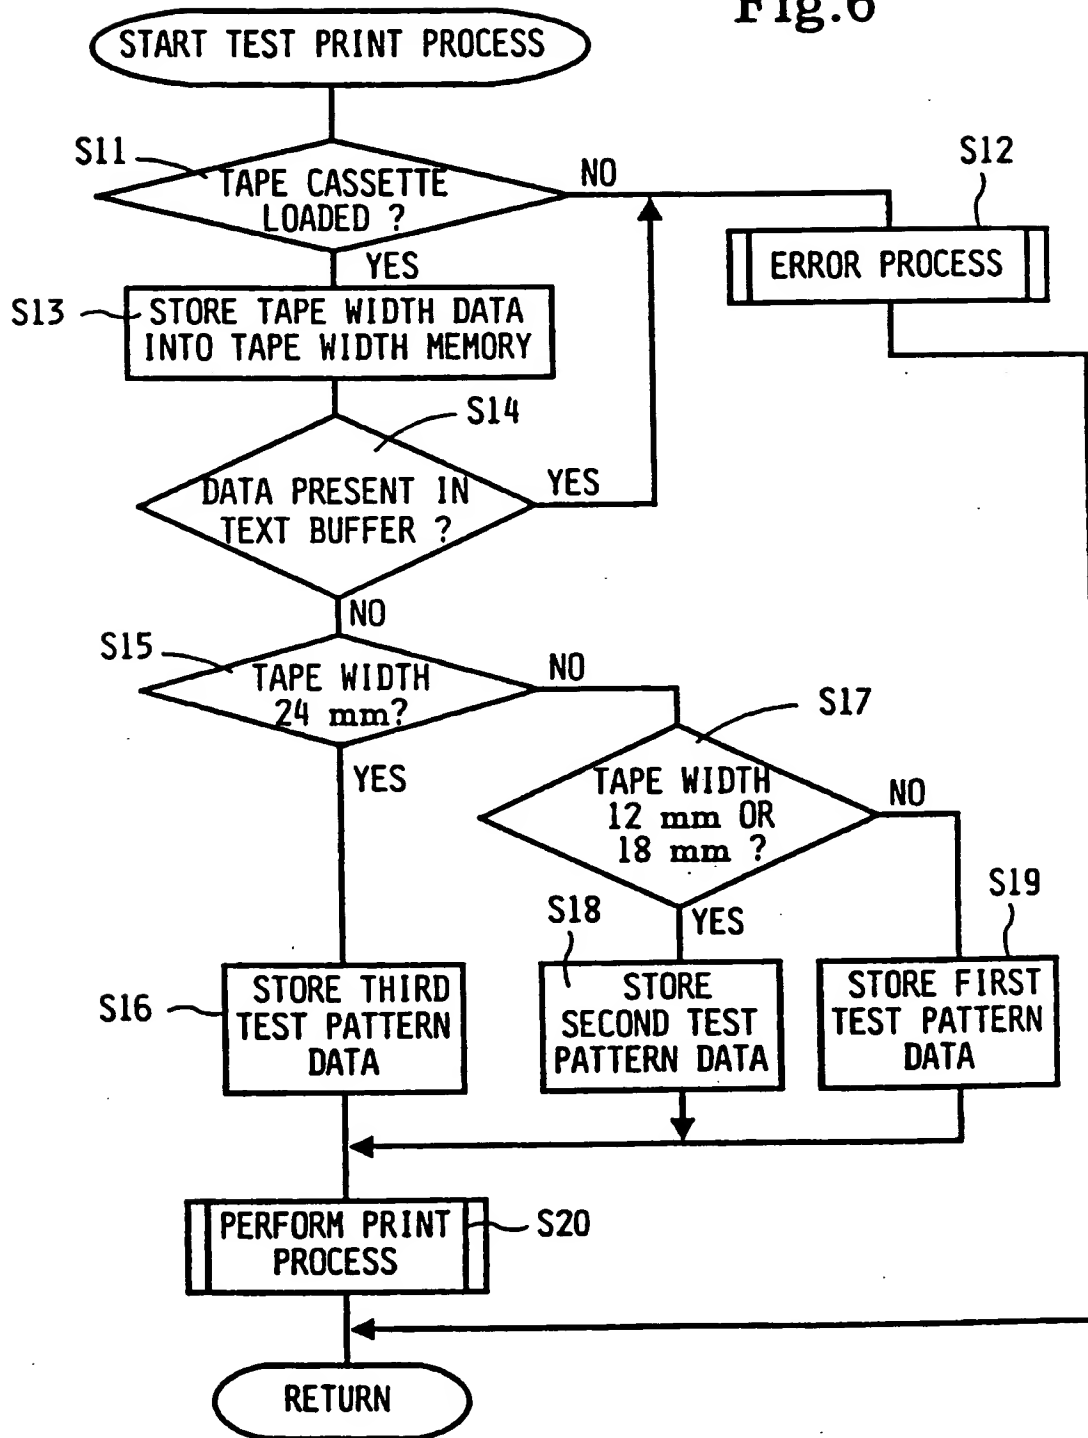 Fig.6
START TEST PRINT PROCESS
S11
TAPE CASSETTE
LOADED ?
NO
S12
ERROR PROCESS
YES
S13
STORE TAPE WIDTH DATA
INTO TAPE WIDTH MEMORY
S14
DATA PRESENT IN
TEXT BUFFER ?
YES
NO
S15
TAPE WIDTH
24 mm?
NO
YES
S17
TAPE WIDTH
12 mm OR
18 mm ?
NO
YES
S16
STORE THIRD
TEST PATTERN
DATA
S18
STORE
SECOND TEST
PATTERN DATA
S19
STORE FIRST
TEST PATTERN
DATA
PERFORM PRINT
PROCESS
S20
RETURN